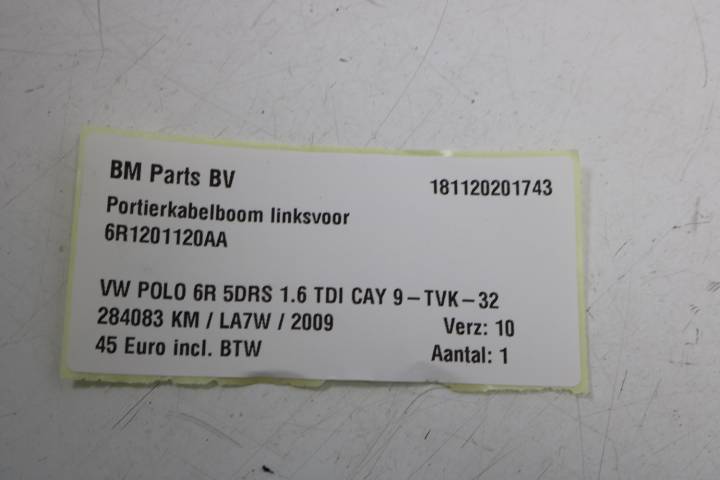 BM Parts BV 181120201743
Portierkabelboom linksvoor
6R1201120AA
VW POLO 6R 5DRS 1.6 TDI CAY 9-TVK-32
284083 KM / LA7W / 2009 Verz: 10
45 Euro incl. BTW Aantal: 1